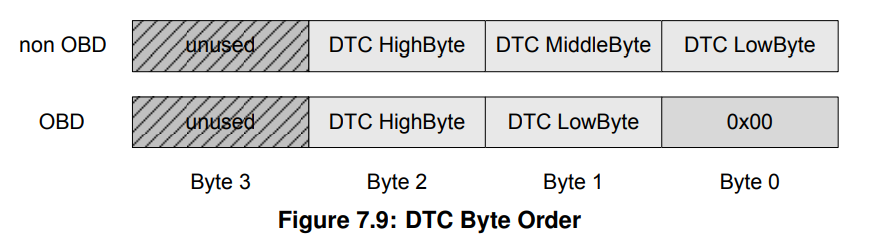 non OBD unused DTC HighByte DTC MiddleByte DTC LowByte
OBD unused DTC HighByte DTC LowByte 0x00
Byte 3 Byte 2 Byte 1 Byte 0
Figure 7.9: DTC Byte Order